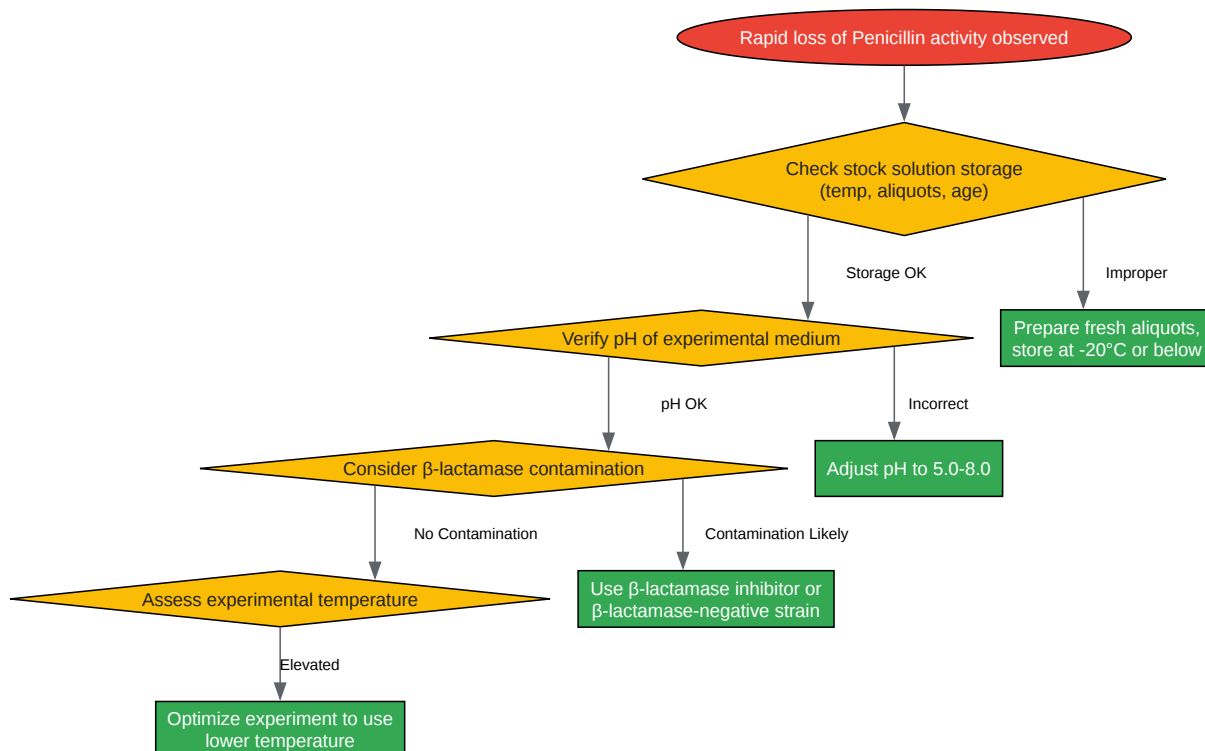 Rapid loss of Penicillin activity observed
Check stock solution storage
(temp, aliquots, age)
Storage OK
Improper
Verify pH of experimental medium
Prepare fresh aliquots,
store at -20°C or below
pH OK
Incorrect
Consider β-lactamase contamination
Adjust pH to 5.0-8.0
No Contamination
Contamination Likely
Assess experimental temperature
Use β-lactamase inhibitor or
β-lactamase-negative strain
Elevated
Optimize experiment to use
lower temperature